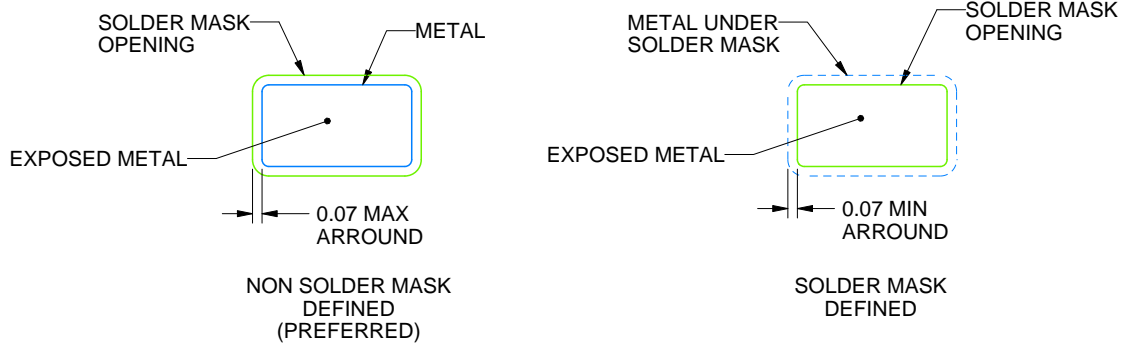 SOLDER MASK
OPENING
METAL
EXPOSED METAL
0.07 MAX
ARROUND
NON SOLDER MASK
DEFINED
(PREFERRED)
METAL UNDER
SOLDER MASK
SOLDER MASK
OPENING
EXPOSED METAL
0.07 MIN
ARROUND
SOLDER MASK
DEFINED